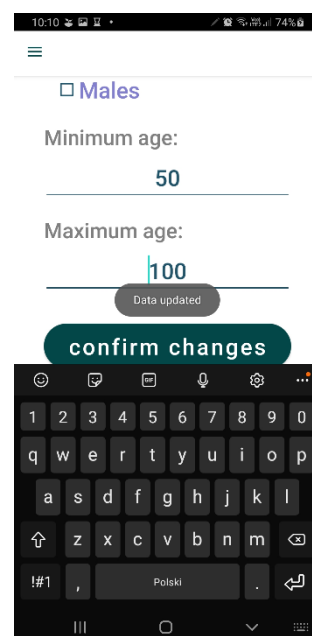 10:10
74%
Males
Minimum age:
50
Maximum age:
100
Data updated
confirm changes
GIF
1 2 3 4 5 6 7 8 9 0
q w e r t y u i o p
a s d f g h j k l
z x c v b n m
!#1 , Polski .